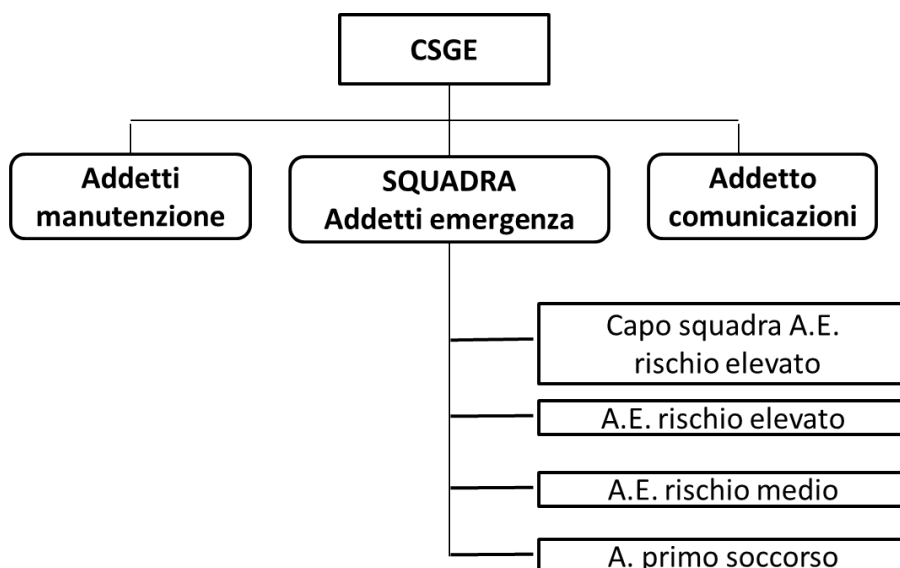 CSGE
Addetti
manutenzione
SQUADRA
Addetti emergenza
Addetto
comunicazioni
Capo squadra A.E.
rischio elevato
A.E. rischio elevato
A.E. rischio medio
A. primo soccorso